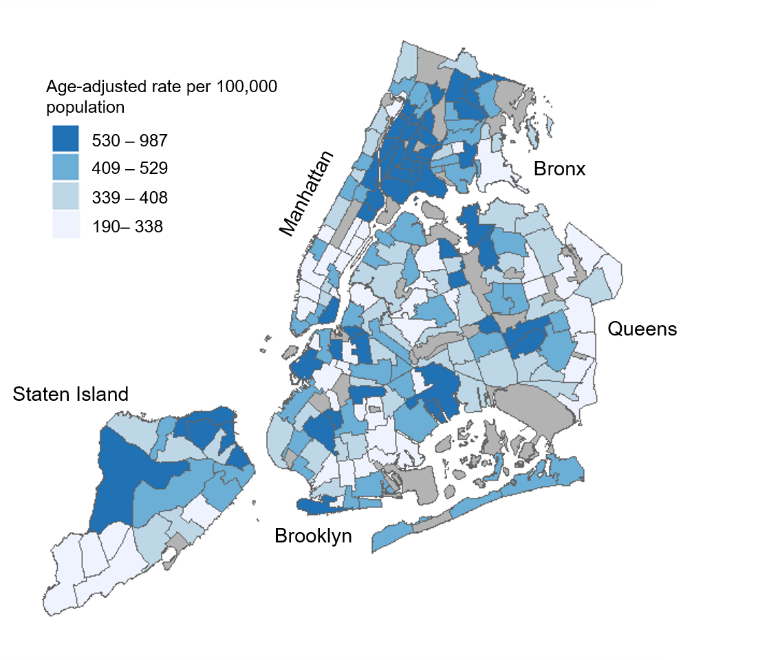 Age-adjusted rate per 100,000
population
530 – 987
409 – 529
339 – 408
190– 338
Manhattan
Bronx
Queens
Staten Island
Brooklyn